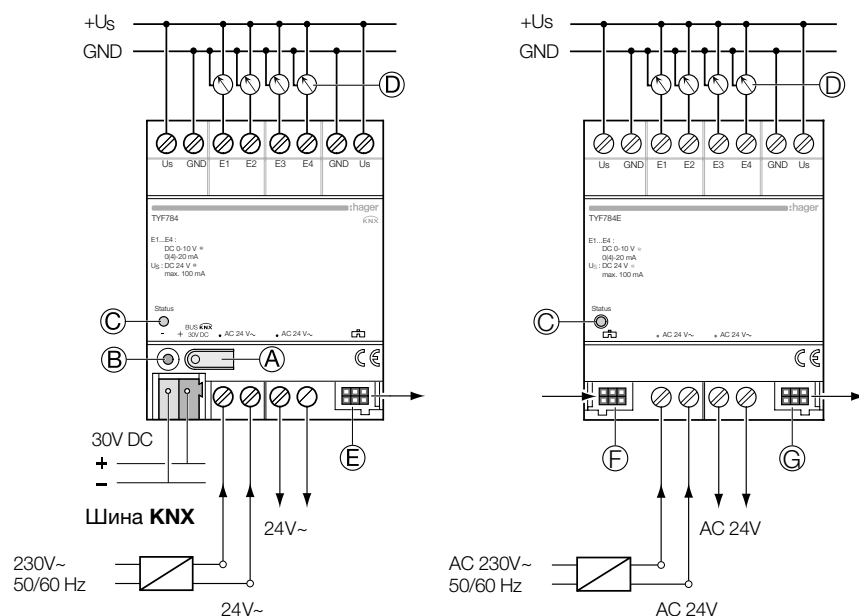 +Us
GND
D
Us GND E1 E2 E3 E4 GND Us
:hager
TYF784
KNX
E1...E4 :
DC 0-10 V ⎓
0(4)-20 mA
Us : DC 24 V ⎓
max. 100 mA
Status
C
- + BUS KNX 30V DC • AC 24 V~ • AC 24 V~
B
A
CE
E
30V DC
+
-
Шина KNX
24V~
230V~
50/60 Hz
24V~
+Us
GND
D
Us GND E1 E2 E3 E4 GND Us
:hager
TYF784E
E1...E4 :
DC 0-10 V ⎓
0(4)-20 mA
Us : DC 24 V ⎓
max. 100 mA
Status
C
• AC 24 V~ • AC 24 V~
CE
F
G
AC 24V
AC 230V~
50/60 Hz
AC 24V